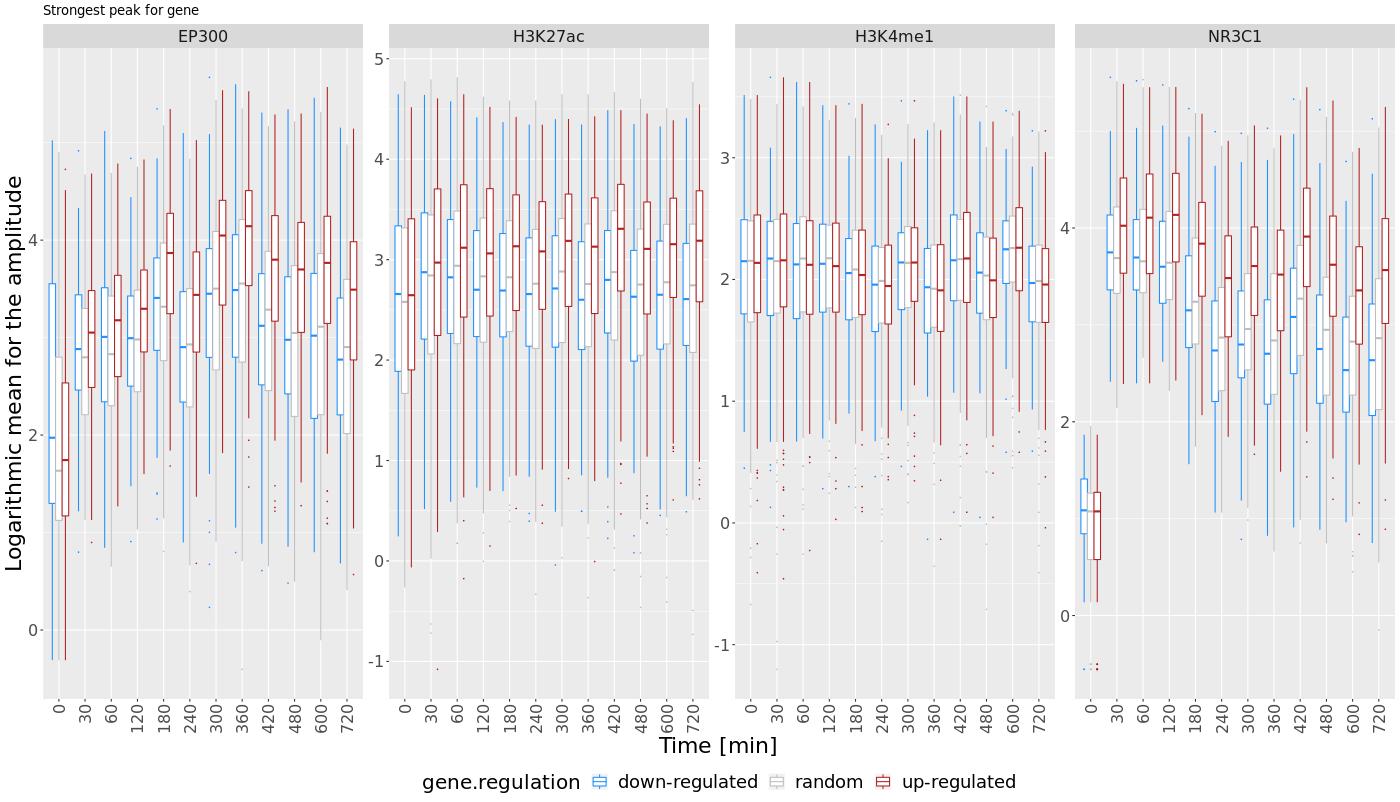 Strongest peak for gene
EP300
H3K27ac
H3K4me1
NR3C1
Logarithmic mean for the amplitude
4
2
0
5
4
3
2
1
0
-1
3
2
1
0
-1
4
2
0
0 30 60 120 180 240 300 360 420 480 600 720
0 30 60 120 180 240 300 360 420 480 600 720
0 30 60 120 180 240 300 360 420 480 600 720
0 30 60 120 180 240 300 360 420 480 600 720
Time [min]
gene.regulation down-regulated random up-regulated